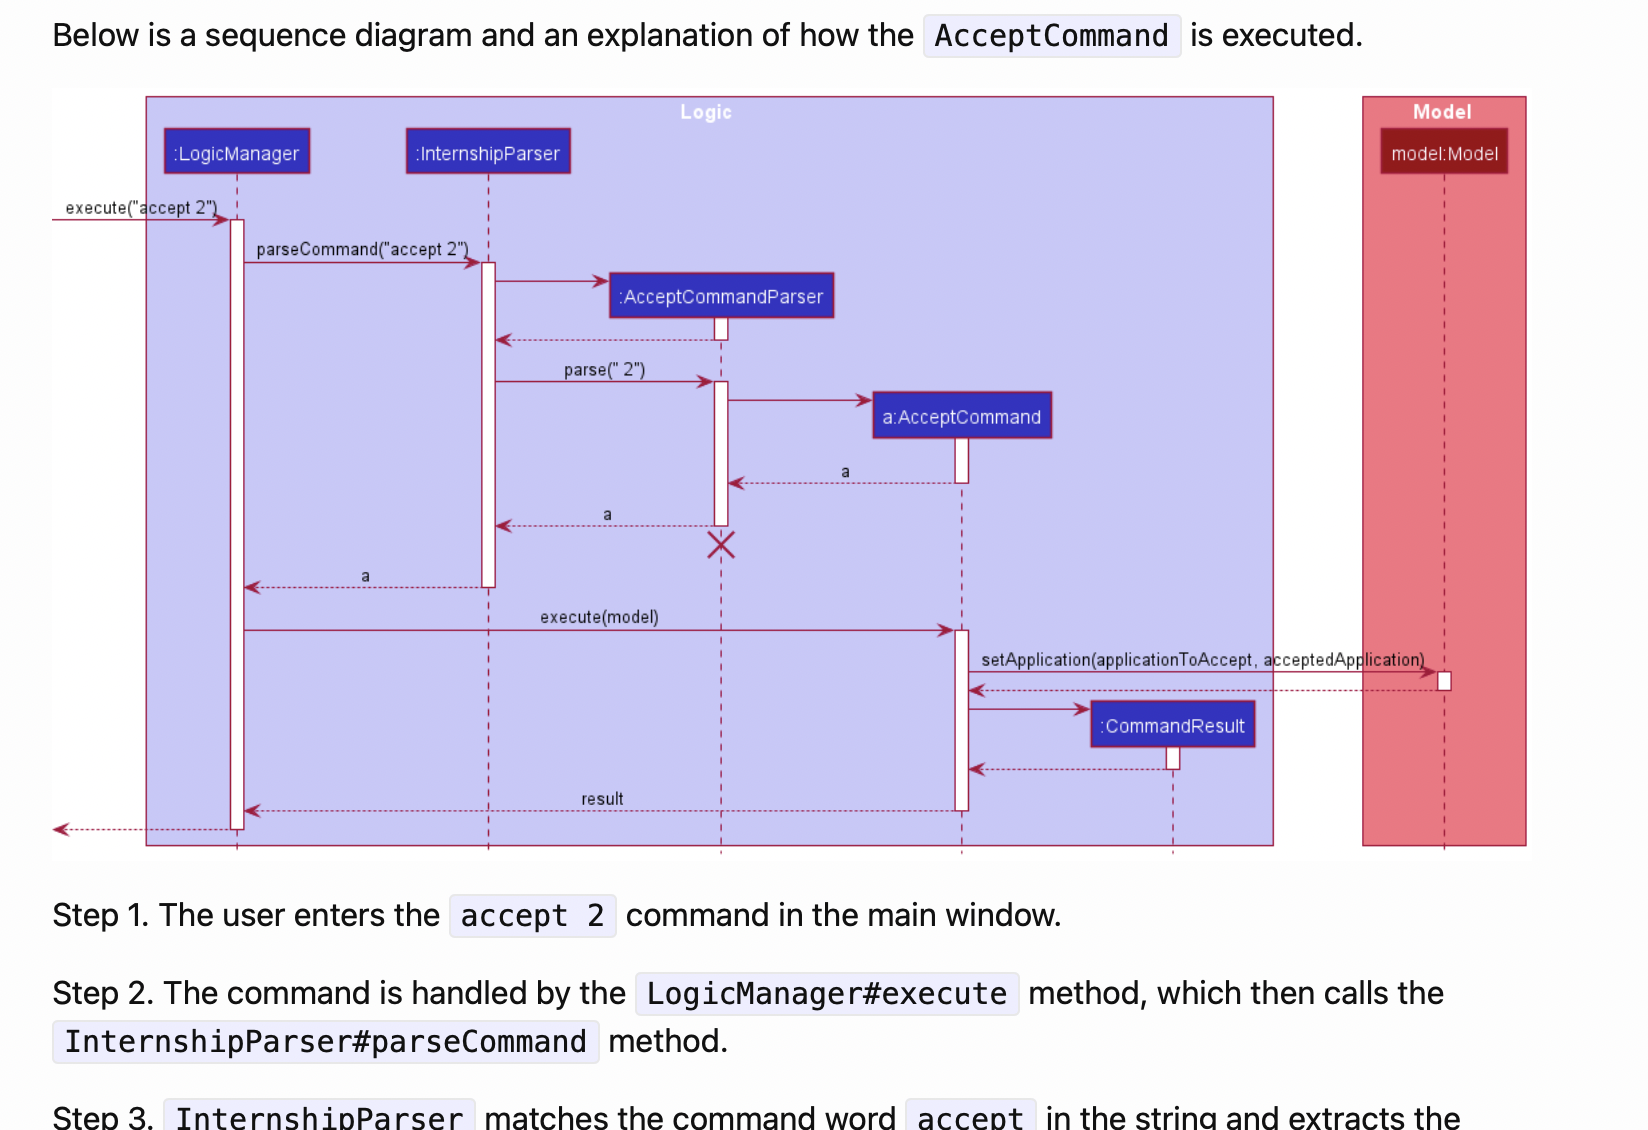 Below is a sequence diagram and an explanation of how the AcceptCommand is executed.
Logic
Model
:LogicManager
:InternshipParser
model:Model
execute("accept 2")
parseCommand("accept 2")
:AcceptCommandParser
parse(" 2")
a:AcceptCommand
a
a
a
execute(model)
setApplication(applicationToAccept, acceptedApplication)
:CommandResult
result
Step 1. The user enters the accept 2 command in the main window.
Step 2. The command is handled by the LogicManager#execute method, which then calls the
InternshipParser#parseCommand method.
Step 3. InternshipParser matches the command word accept in the string and extracts the